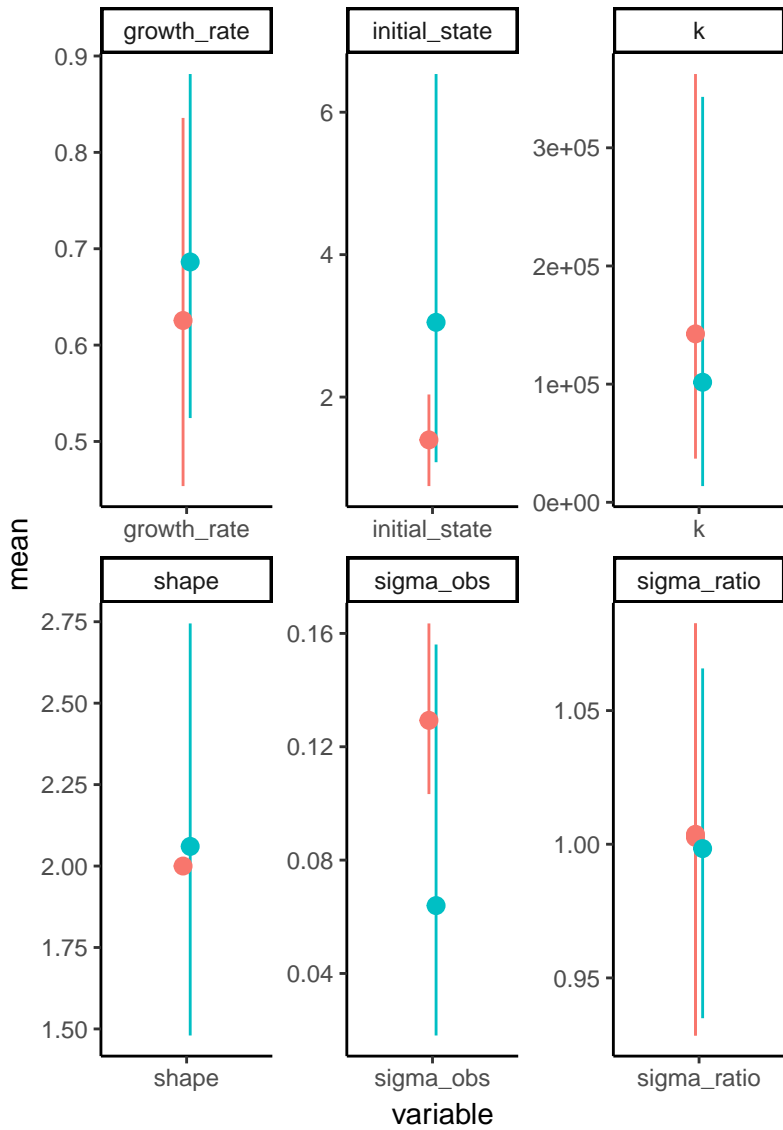 growth_rate
initial_state
k
0.9
0.8
0.7
0.6
0.5
6
4
2
3e+05
2e+05
1e+05
0e+00
growth_rate
initial_state
k
mean
shape
sigma_obs
sigma_ratio
2.75
2.50
2.25
2.00
1.75
1.50
0.16
0.12
0.08
0.04
1.05
1.00
0.95
shape
sigma_obs
sigma_ratio
variable